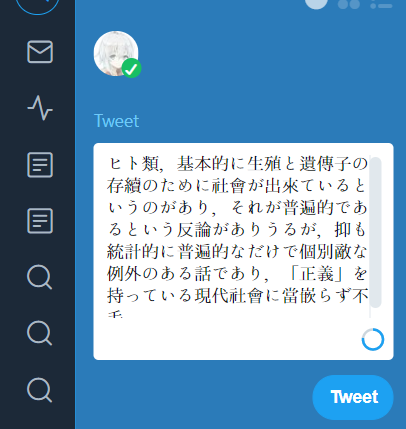 Tweet
ヒト類，基本的に生殖と遺傳子の
存續のために社會が出來ていると
いうのがあり，それが普遍的であ
るという反論がありうるが，抑も
統計的に普遍的なだけで個別敵な
例外のある話であり，「正義」を
持っている現代社會に當嵌らず不
Tweet